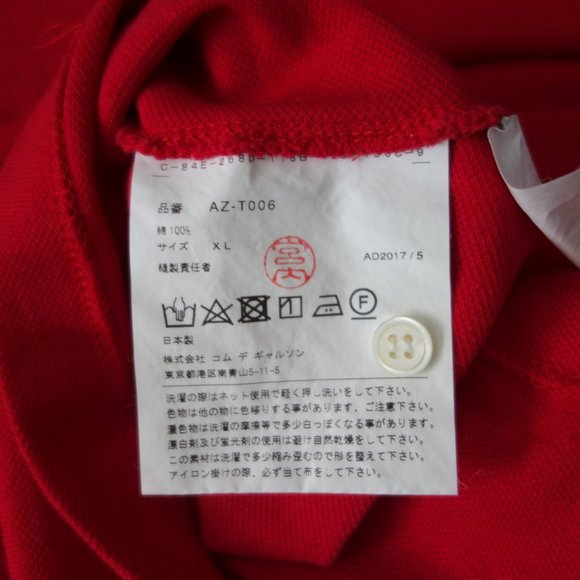 品番 AZ-T006
綿 100%
サイズ XL
AD2017/5
縫製責任者
宮内
F
日本製
株式会社 コム デ ギャルソン
東京都港区南青山5-11-5
洗濯の際はネット使用で軽く押し洗いをして下さい。
色物は他の物に色移りする事があります、ご注意下さい。
濃色物は洗濯の摩擦等で多少白っぽくなる事があります。
漂白剤及び蛍光剤の使用は避け自然乾燥をして下さい。
この素材は洗濯で多少縮み歪むので形を整えて下さい。
アイロン掛けの際、必ず当て布をして下さい。